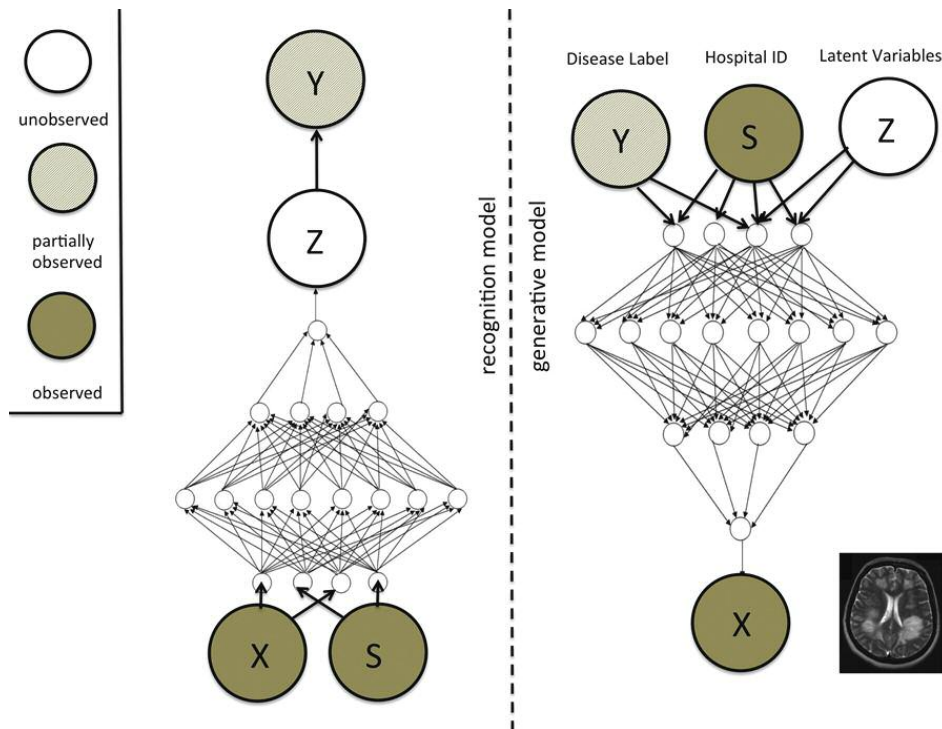 unobserved
partially
observed
observed
Y
Z
X
S
recognition model
generative model
Disease Label
Hospital ID
Latent Variables
Y
S
Z
X